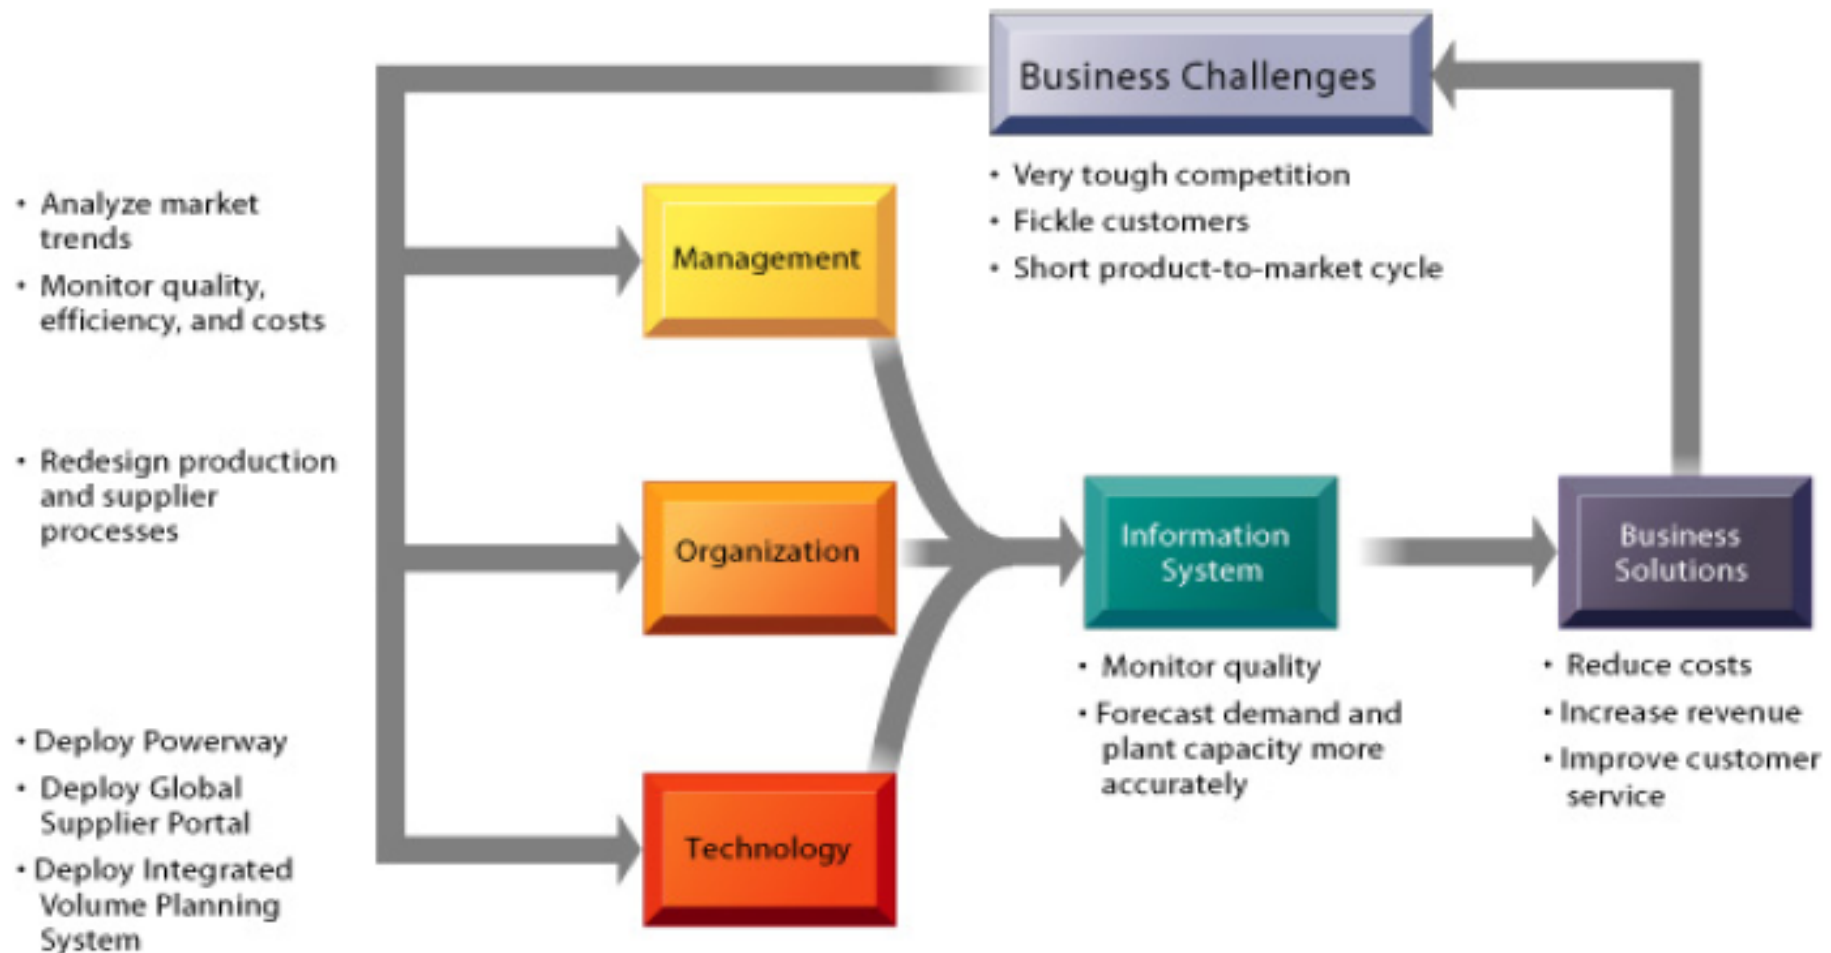 Business Challenges
• Very tough competition
• Fickle customers
• Short product-to-market cycle
• Analyze market
trends
• Monitor quality,
efficiency, and costs
Management
• Redesign production
and supplier
processes
Organization
• Deploy Powerway
• Deploy Global
Supplier Portal
• Deploy Integrated
Volume Planning
System
Technology
Information
System
• Monitor quality
• Forecast demand and
plant capacity more
accurately
Business
Solutions
• Reduce costs
• Increase revenue
• Improve customer
service